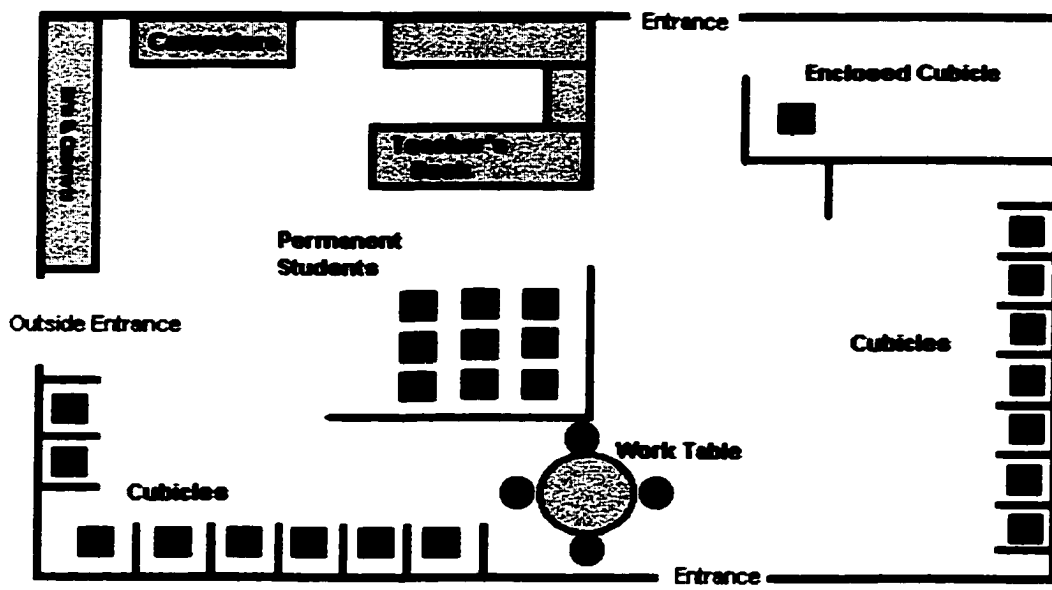 Entrance
Computers
Enclosed Cubicle
Teacher's
Desk
Permanent
Students
Outside Entrance
Cubicles
Work Table
Cubicles
Entrance